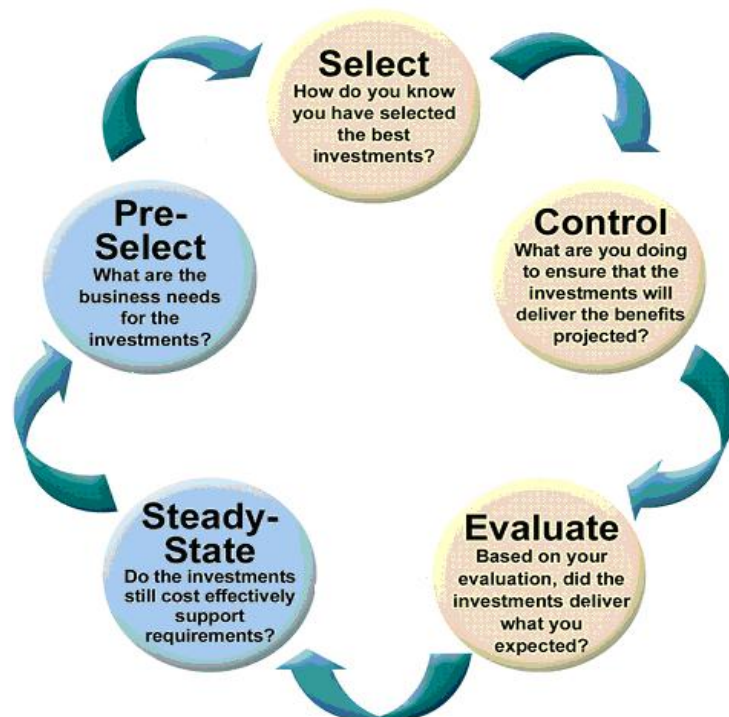 Select
How do you know
you have selected
the best
investments?
Control
What are you doing
to ensure that the
investments will
deliver the benefits
projected?
Evaluate
Based on your
evaluation, did the
investments deliver
what you
expected?
Steady-
State
Do the investments
still cost effectively
support
requirements?
Pre-
Select
What are the
business needs
for the
investments?